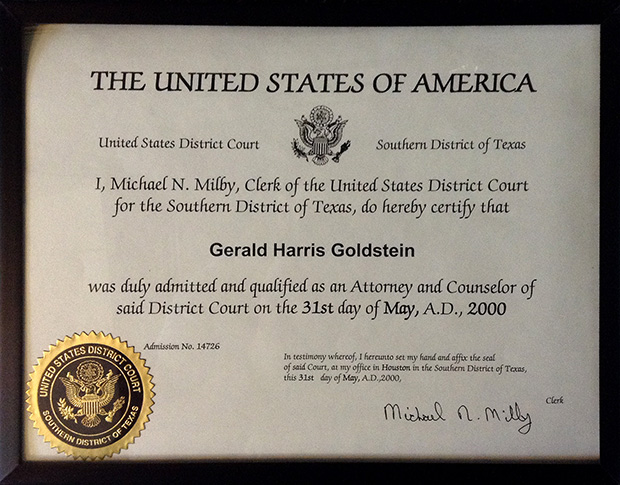 THE UNITED STATES OF AMERICA
United States District Court
Southern District of Texas
I, Michael N. Milby, Clerk of the United States District Court
for the Southern District of Texas, do hereby certify that
Gerald Harris Goldstein
was duly admitted and qualified as an Attorney and Counselor of
said District Court on the 31st day of May, A.D., 2000
Admission No. 14726
In testimony whereof, I hereunto set my hand and affix the seal
of said Court, at my office in Houston in the Southern District of Texas,
this 31st day of May, A.D.,2000,
Clerk
Michael N. Milby
UNITED STATES DISTRICT COURT
SOUTHERN DISTRICT OF TEXAS